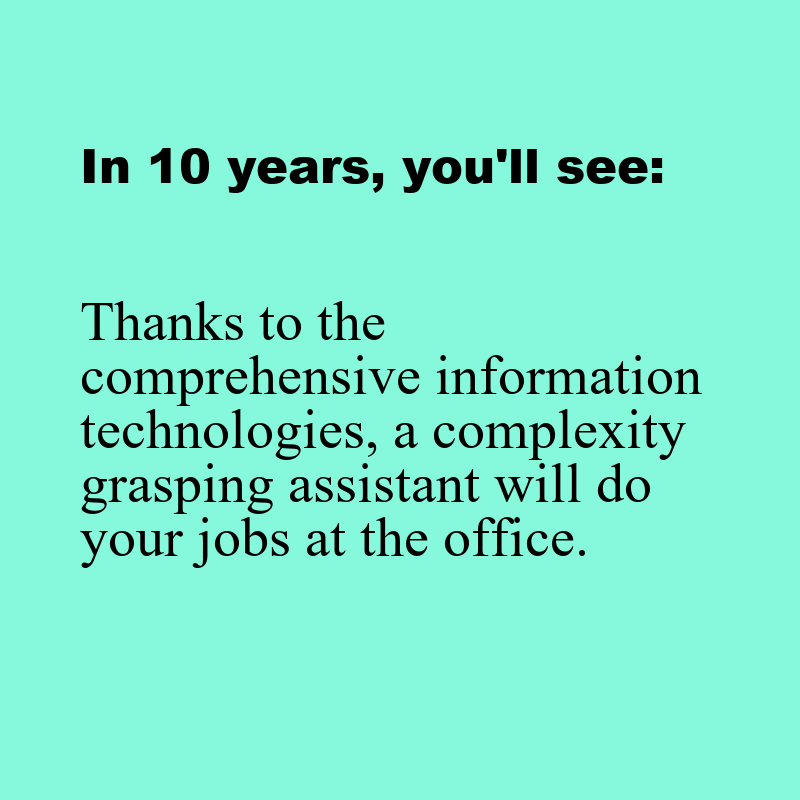 In 10 years, you'll see:
Thanks to the
comprehensive information
technologies, a complexity
grasping assistant will do
your jobs at the office.